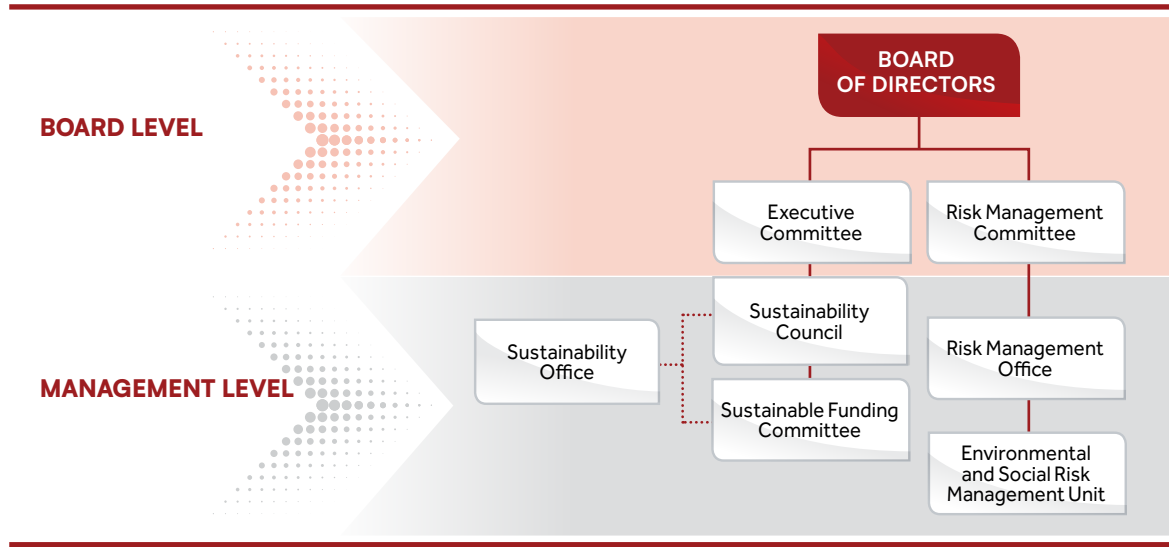 BOARD LEVEL
BOARD
OF DIRECTORS
Executive
Committee
Risk Management
Committee
MANAGEMENT LEVEL
Sustainability
Office
Sustainability
Council
Sustainable Funding
Committee
Risk Management
Office
Environmental
and Social Risk
Management Unit